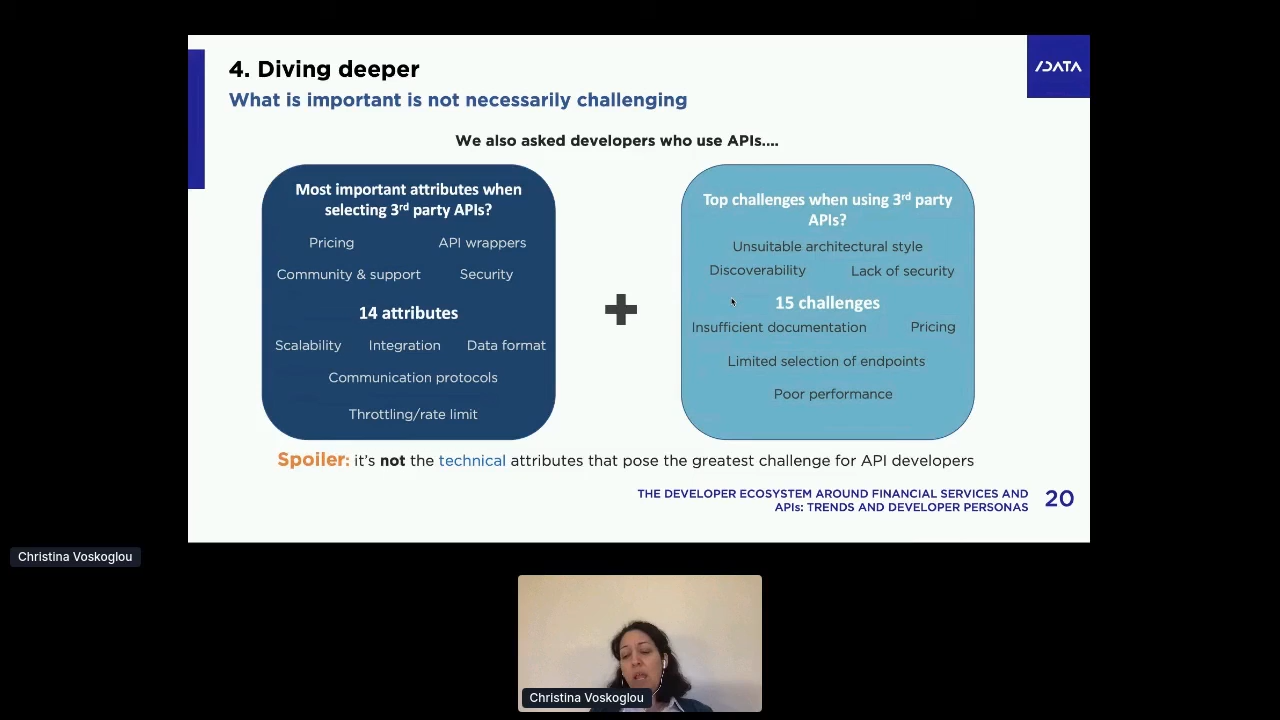 4. Diving deeper
/DATA
What is important is not necessarily challenging
We also asked developers who use APIs....
Most important attributes when
selecting 3rd party APIs?
Pricing API wrappers
Community & support Security
14 attributes
Scalability Integration Data format
Communication protocols
Throttling/rate limit
Top challenges when using 3rd party
APIs?
Unsuitable architectural style
Discoverability Lack of security
15 challenges
Insufficient documentation Pricing
Limited selection of endpoints
Poor performance
Spoiler: it's not the technical attributes that pose the greatest challenge for API developers
THE DEVELOPER ECOSYSTEM AROUND FINANCIAL SERVICES AND
APIs: TRENDS AND DEVELOPER PERSONAS
20
Christina Voskoglou
Christina Voskoglou